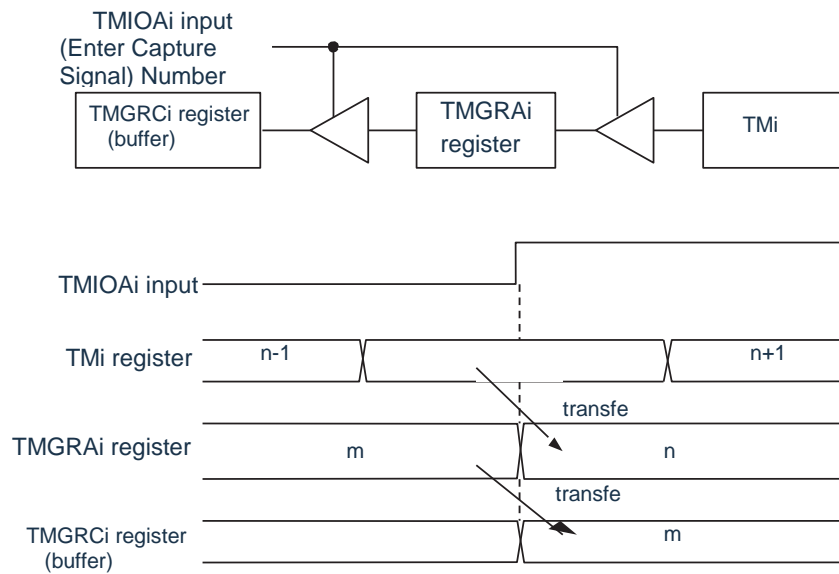 TMIOAi input
(Enter Capture
Signal) Number
TMGRCi register
(buffer)
TMGRAi
register
TMi
TMIOAi input
TMi register
n-1
n+1
transfe
TMGRAi register
m
n
transfe
TMGRCi register
(buffer)
m